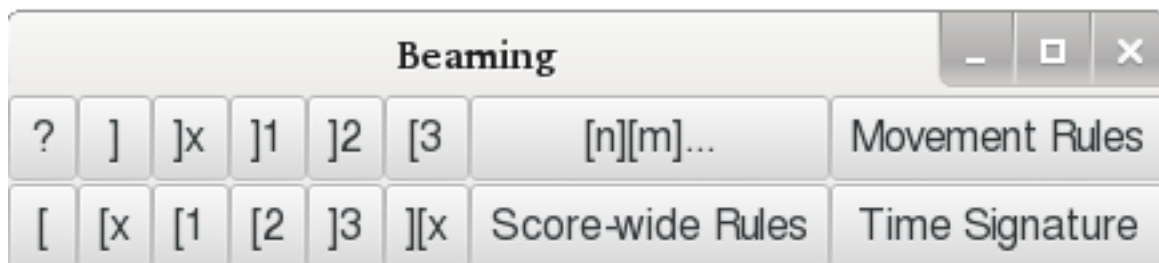 Beaming
? ] ]x ]1 ]2 [3 [n][m]... Movement Rules
[ [x [1 [2 ]3 ][x Score-wide Rules Time Signature